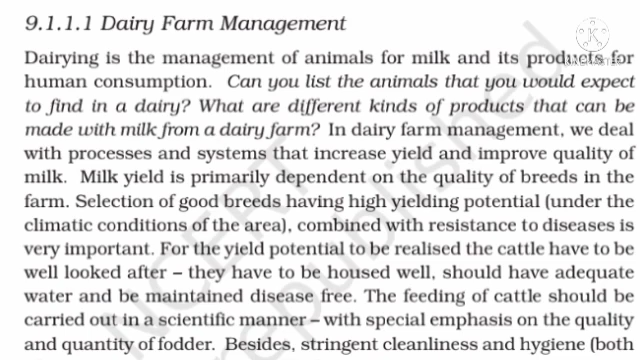 9.1.1.1 Dairy Farm Management
Dairying is the management of animals for milk and its products for
human consumption. Can you list the animals that you would expect
to find in a dairy? What are different kinds of products that can be
made with milk from a dairy farm? In dairy farm management, we deal
with processes and systems that increase yield and improve quality of
milk. Milk yield is primarily dependent on the quality of breeds in the
farm. Selection of good breeds having high yielding potential (under the
climatic conditions of the area), combined with resistance to diseases is
very important. For the yield potential to be realised the cattle have to be
well looked after – they have to be housed well, should have adequate
water and be maintained disease free. The feeding of cattle should be
carried out in a scientific manner – with special emphasis on the quality
and quantity of fodder. Besides, stringent cleanliness and hygiene (both
NCERT
republished